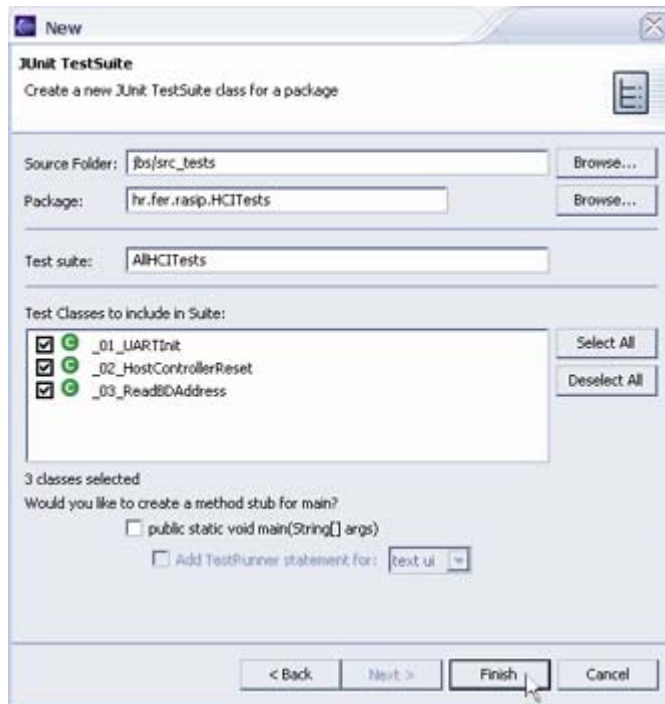 New
JUnit TestSuite
Create a new JUnit TestSuite class for a package
Source Folder: jbs/src_tests Browse...
Package: hr.fer.rasip.HCITests Browse...
Test suite: AllHCITests
Test Classes to include in Suite:
_01_UARTInit Select All
_02_HostControllerReset
_03_ReadBDAddress Deselect All
3 classes selected
Would you like to create a method stub for main?
public static void main(String[] args)
Add TestRunner statement for: text ui
< Back Next > Finish Cancel